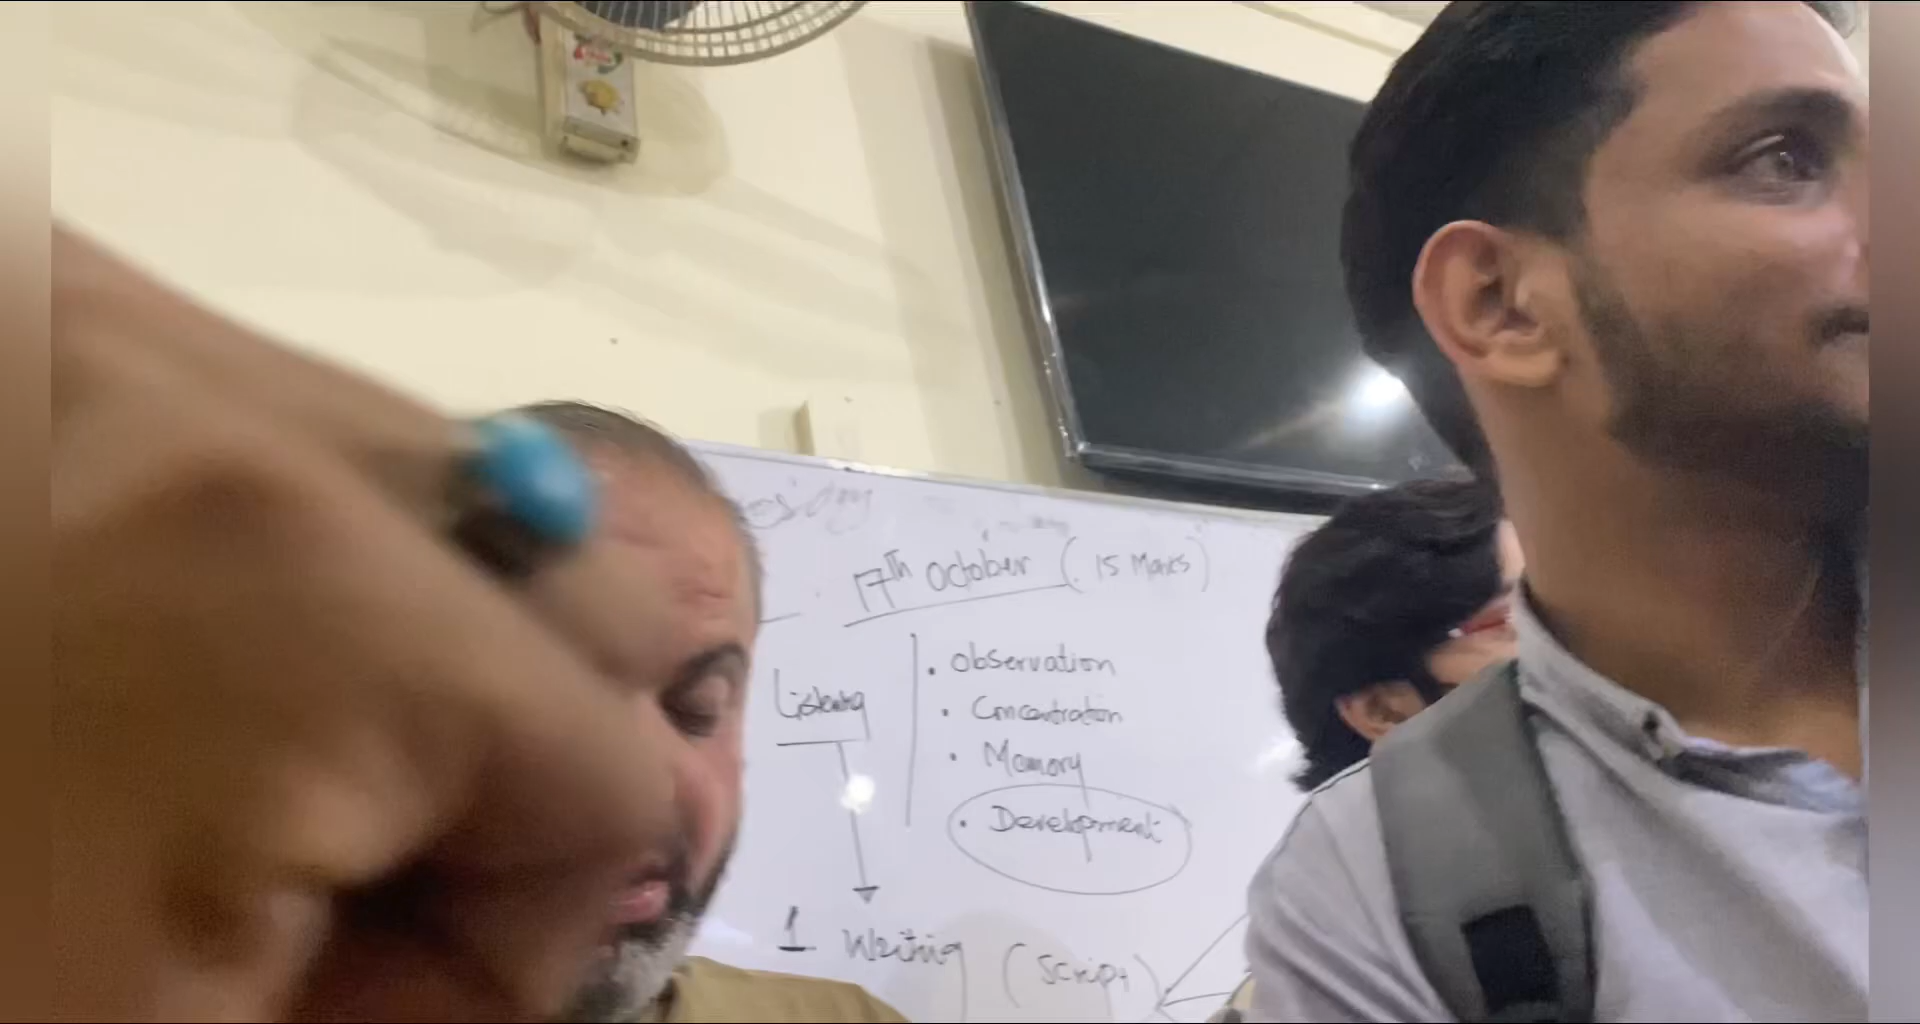 17th October (15 Marks)
Listening
• Observation
• Concentration
• Memory
• Development
1 Writing (Script)